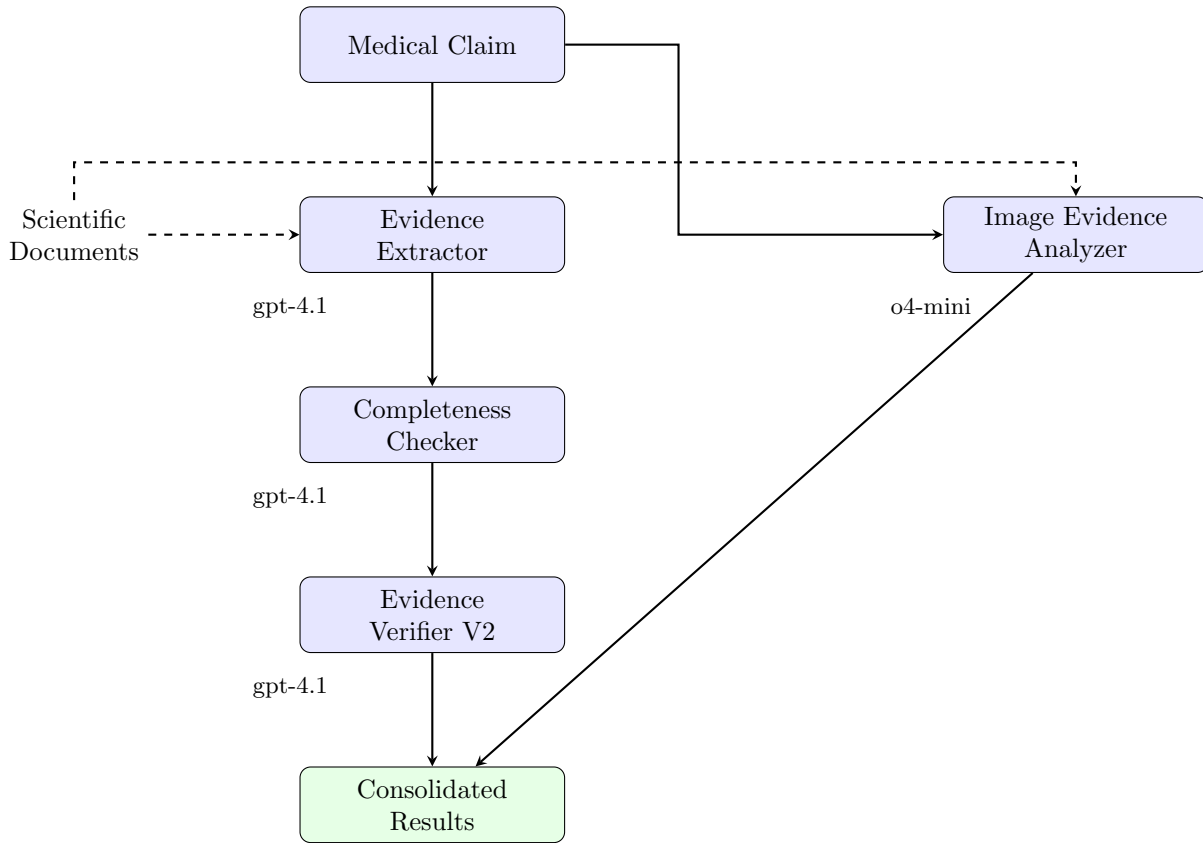 Medical Claim
Scientific
Documents
Evidence
Extractor
Image Evidence
Analyzer
gpt-4.1
o4-mini
Completeness
Checker
gpt-4.1
Evidence
Verifier V2
gpt-4.1
Consolidated
Results